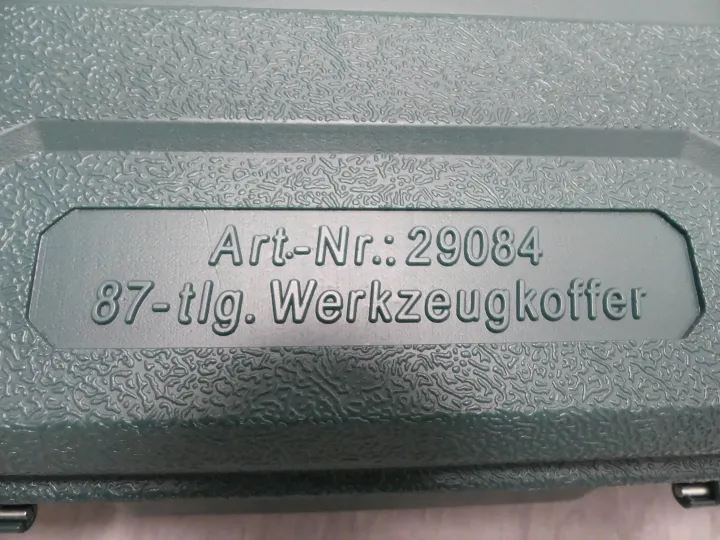 Art.-Nr.: 29084
87-tlg. Werkzeugkoffer